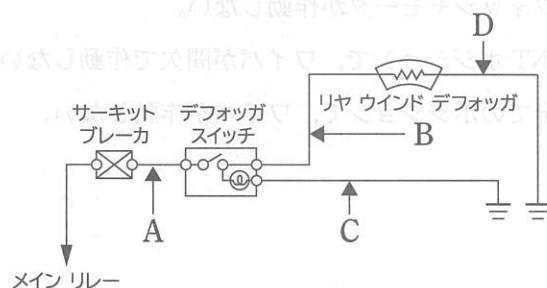 D
リヤ ウインド デフォッガ
サーキット
ブレーカ
デフォッガ
スイッチ
B
A
C
メイン リレー